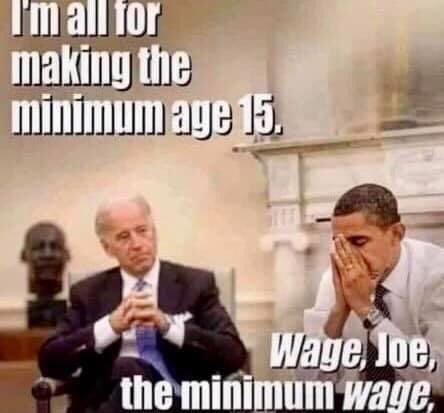 I'm all for
making the
minimum age 15.
Wage, Joe,
the minimum wage.